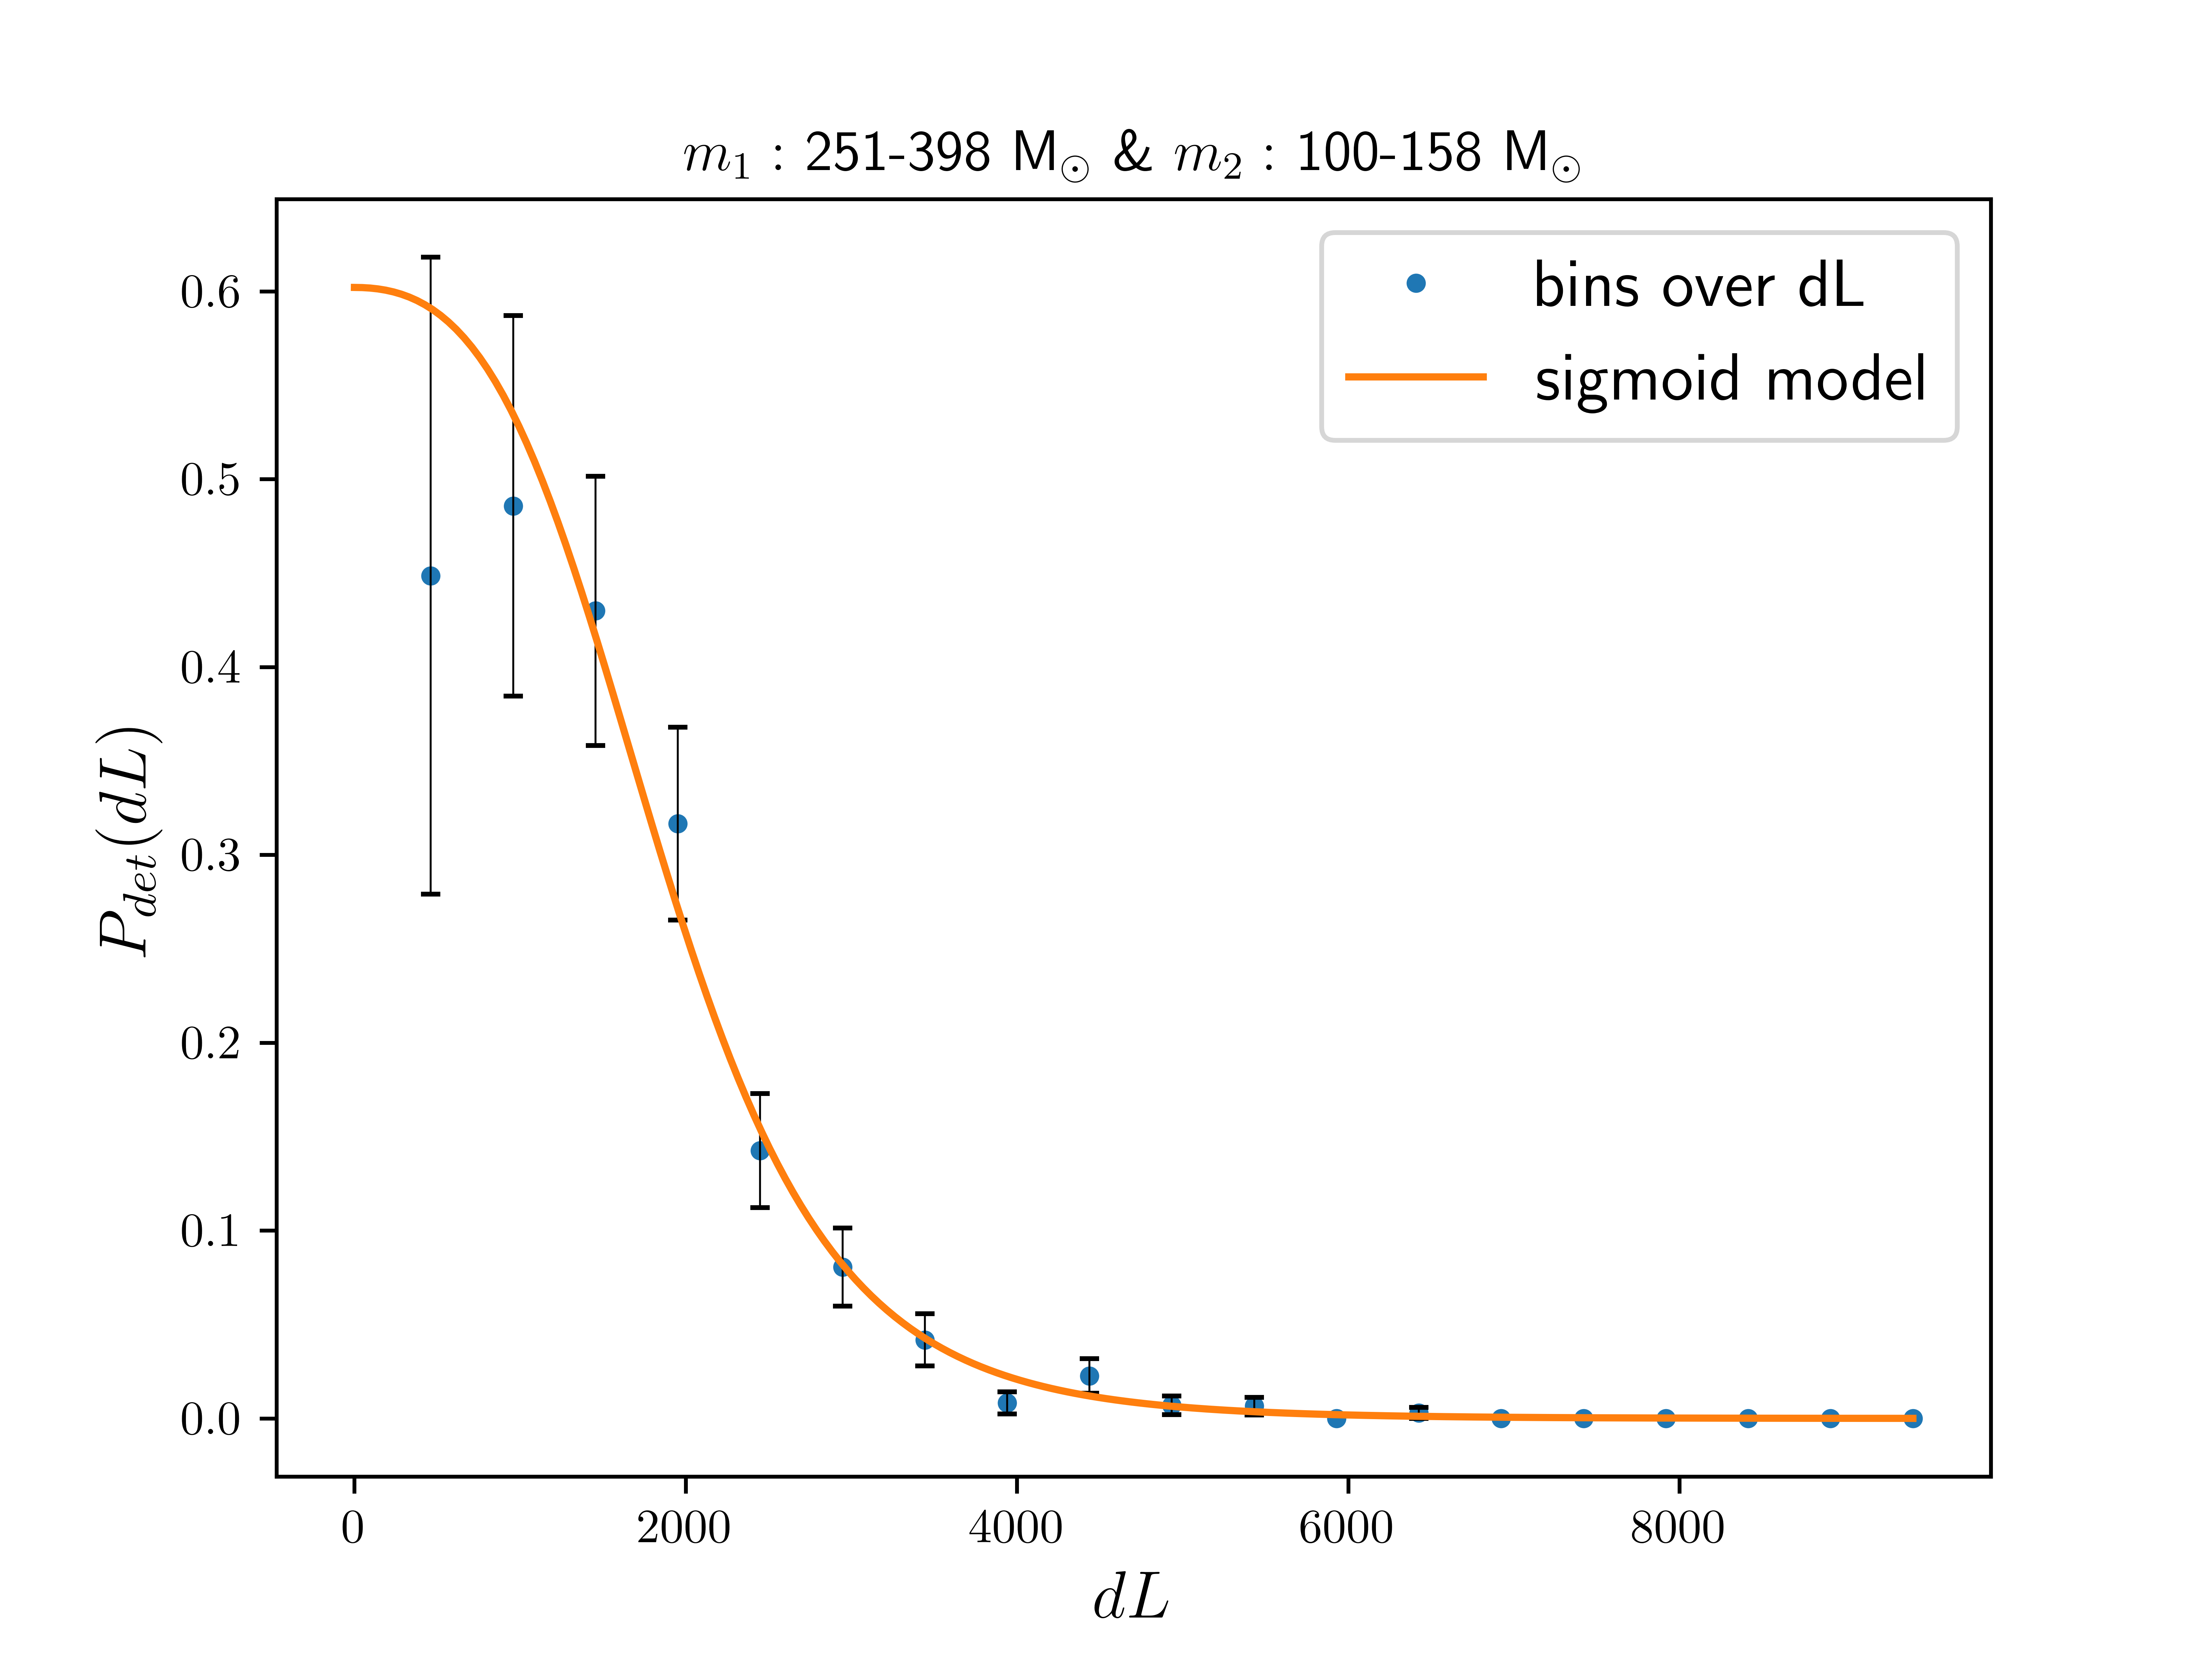 m₁ : 251-398 M⊙ & m₂ : 100-158 M⊙
bins over dL
sigmoid model
0.6
0.5
0.4
0.3
0.2
0.1
0.0
P_det(dL)
0 2000 4000 6000 8000
dL